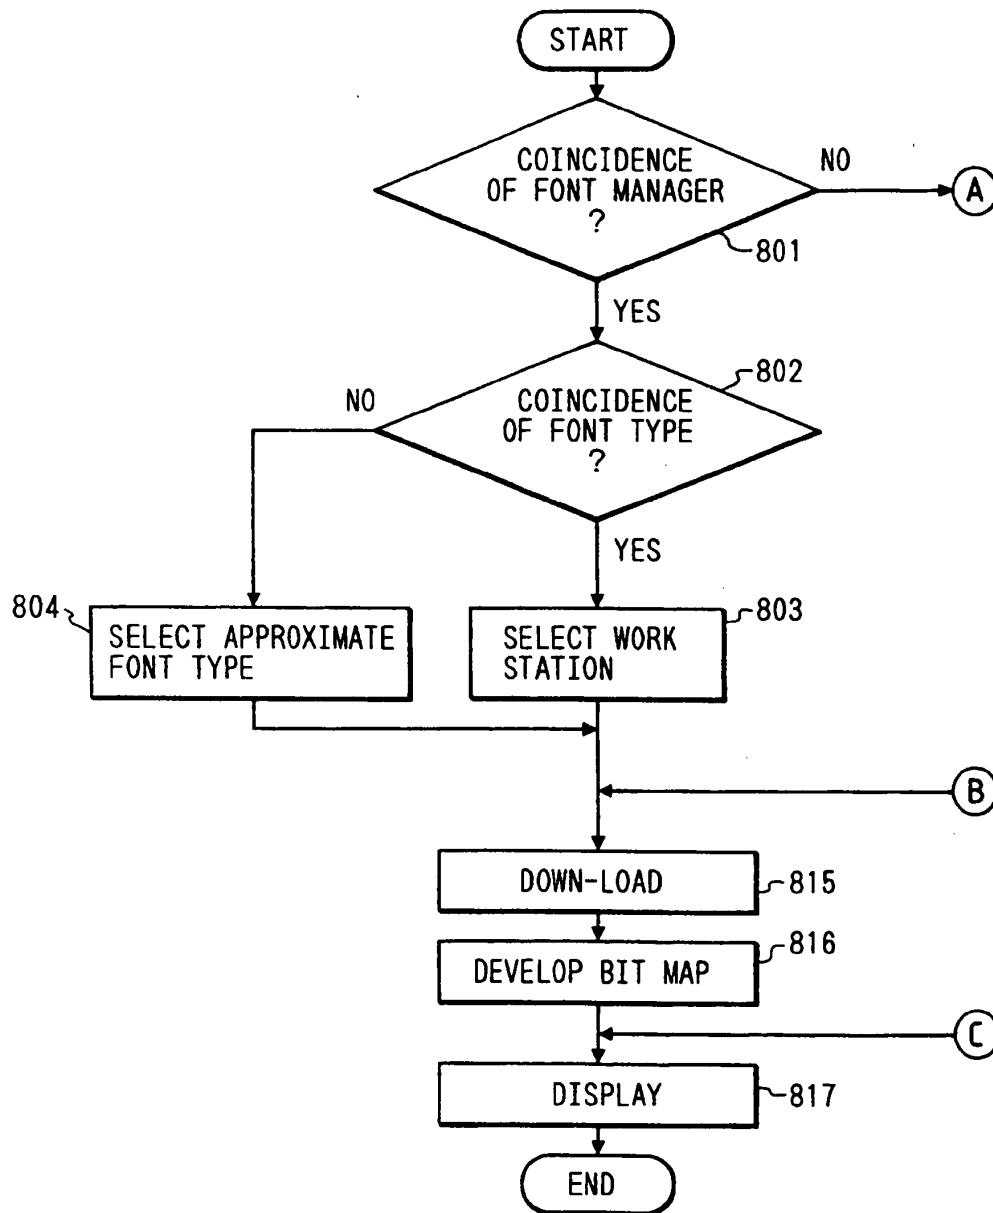 START
COINCIDENCE
OF FONT MANAGER
?
NO
A
801
YES
802
NO
COINCIDENCE
OF FONT TYPE
?
YES
804
803
SELECT APPROXIMATE
FONT TYPE
SELECT WORK
STATION
B
DOWN-LOAD
815
816
DEVELOP BIT MAP
C
DISPLAY
817
END